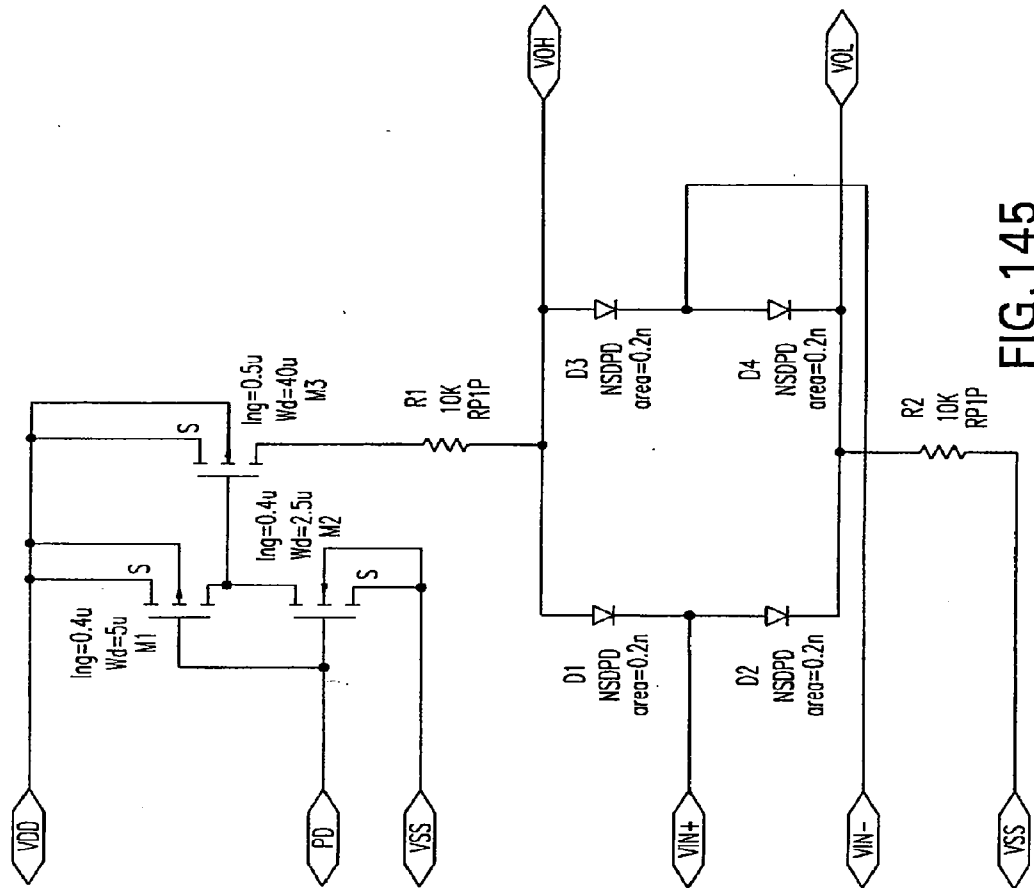 VDD
PD
VSS
VIN+
VIN-
VSS
lng=0.4u
Wd=5u
M1
S
lng=0.4u
Wd=2.5u
M2
S
lng=0.5u
Wd=40u
M3
S
R1
10K
RP1P
D1
NSDPD
area=0.2n
D2
NSDPD
area=0.2n
D3
NSDPD
area=0.2n
D4
NSDPD
area=0.2n
R2
10K
RP1P
VOH
VOL
FIG.145